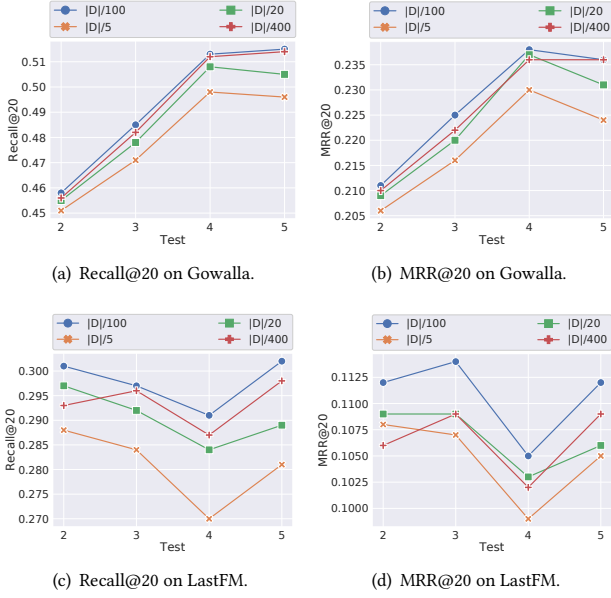 |D|/100 |D|/20
|D|/5 |D|/400
0.51
0.50
0.49
0.48
0.47
0.46
0.45
Recall@20
2 3 4 5
Test
(a) Recall@20 on Gowalla.
|D|/100 |D|/20
|D|/5 |D|/400
0.235
0.230
0.225
0.220
0.215
0.210
0.205
MRR@20
2 3 4 5
Test
(b) MRR@20 on Gowalla.
|D|/100 |D|/20
|D|/5 |D|/400
0.300
0.295
0.290
0.285
0.280
0.275
0.270
Recall@20
2 3 4 5
Test
(c) Recall@20 on LastFM.
|D|/100 |D|/20
|D|/5 |D|/400
0.1125
0.1100
0.1075
0.1050
0.1025
0.1000
MRR@20
2 3 4 5
Test
(d) MRR@20 on LastFM.